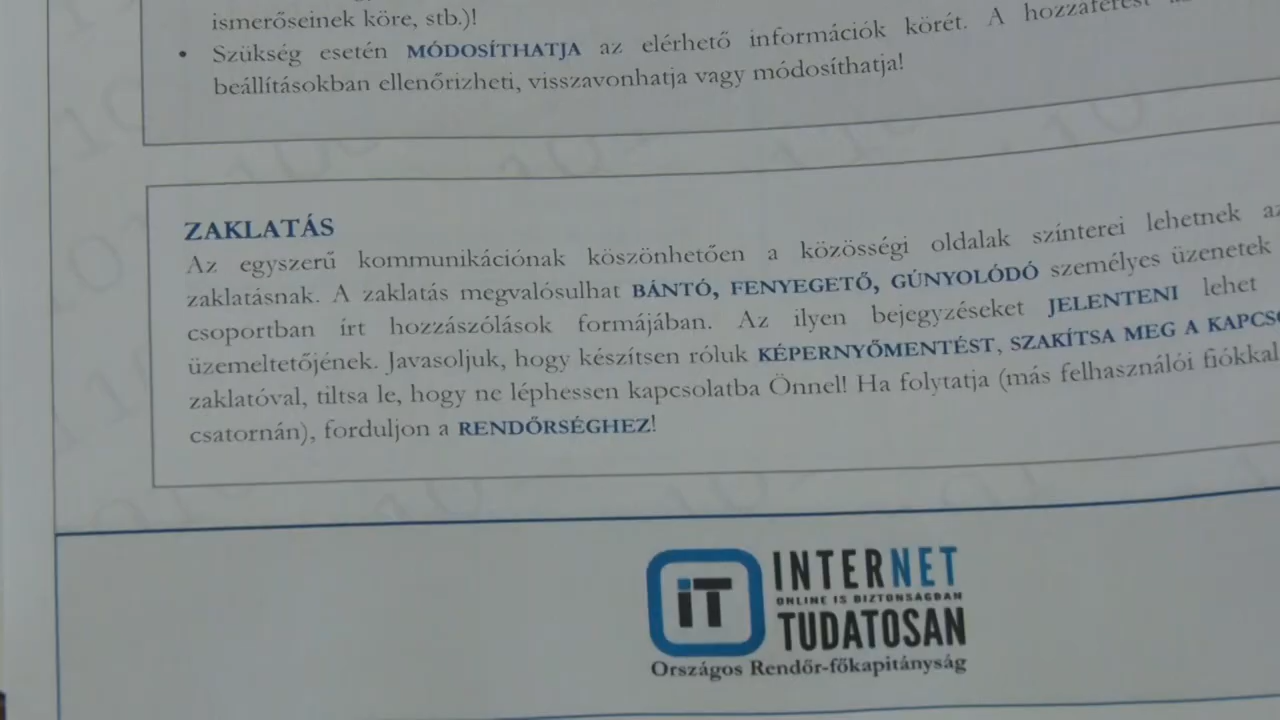 ismerőseinek köre, stb.)!
• Szükség esetén MÓDOSÍTHATJA az elérhető információk körét. A hozzáférést
beállításokban ellenőrizheti, visszavonhatja vagy módosíthatja!
ZAKLATÁS
Az egyszerű kommunikációnak köszönhetően a közösségi oldalak színterei lehetnek
zaklatásnak. A zaklatás megvalósulhat BÁNTÓ, FENYEGETŐ, GÚNYOLÓDÓ személyes üzenetek
csoportban írt hozzászólások formájában. Az ilyen bejegyzéseket JELENTENI lehet
üzemeltetőjének. Javasoljuk, hogy készítsen róluk KÉPERNYŐMENTÉST, SZAKÍTSA MEG A
zaklatóval, tiltsa le, hogy ne léphessen kapcsolatba Önnel! Ha folytatja (más felhasználói fiókkal
csatornán), forduljon a RENDŐRSÉGHEZ!
iT
INTERNET
ONLINE IS BIZTONSÁGBAN
TUDATOSAN
Országos Rendőr-főkapitányság